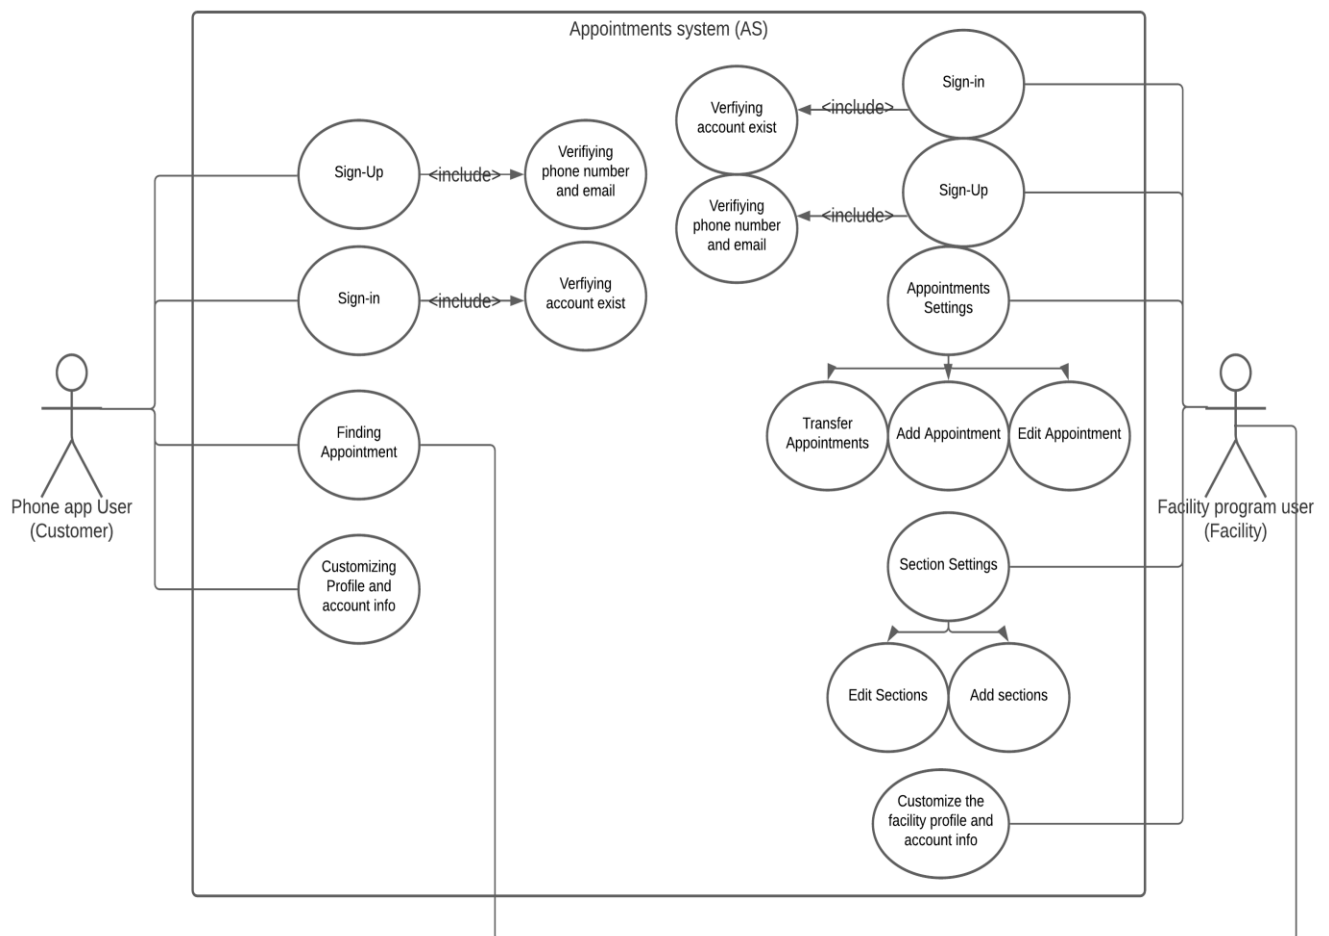 Appointments system (AS)
Sign-in
<include>
Verfiying
account exist
Sign-Up
<include>
Verifiying
phone number
and email
Sign-Up
<include>
Verifiying
phone number
and email
Sign-in
<include>
Verfiying
account exist
Appointments
Settings
Transfer
Appointments
Add Appointment
Edit Appointment
Finding
Appointment
Phone app User
(Customer)
Facility program user
(Facility)
Customizing
Profile and
account info
Section Settings
Edit Sections
Add sections
Customize the
facility profile and
account info